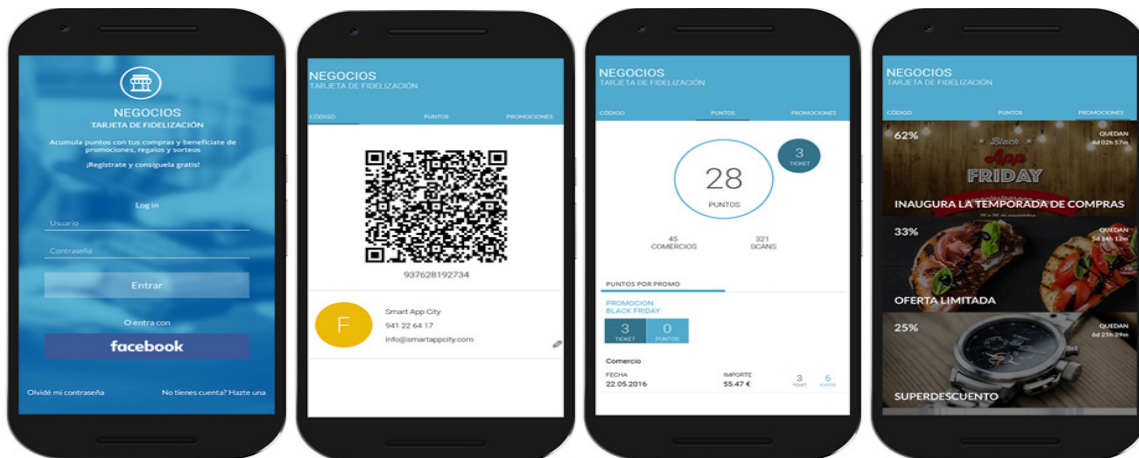 NEGOCIOS
TARJETA DE FIDELIZACIÓN
Acumula puntos con tus compras y benefíciate de
promociones, regalos y sorteos
¡Regístrate y consíguela gratis!
Log in
Usuario
Contraseña
Entrar
O entra con
facebook
Olvidé mi contraseña
No tienes cuenta? Hazte una
NEGOCIOS
TARJETA DE FIDELIZACIÓN
CÓDIGO
PUNTOS
PROMOCIONES
937628192734
F
Smart App City
941 22 64 17
info@smartappcity.com
NEGOCIOS
TARJETA DE FIDELIZACIÓN
CÓDIGO
PUNTOS
PROMOCIONES
28
PUNTOS
3
TICKET
45
COMERCIOS
321
SCANS
PUNTOS POR PROMO
PROMOCION
BLACK FRIDAY
3
TICKET
0
PUNTOS
Comercio
FECHA
22.05.2016
IMPORTE
55.47 €
3
TICKET
6
PUNTOS
NEGOCIOS
TARJETA DE FIDELIZACIÓN
CÓDIGO
PUNTOS
PROMOCIONES
62%
QUEDAN
4d 02h 57m
Black
App
FRIDAY
INAUGURA LA TEMPORADA DE COMPRAS
33%
QUEDAN
5d 14h 12m
OFERTA LIMITADA
25%
QUEDAN
6d 25h 39m
SUPERDESCUENTO